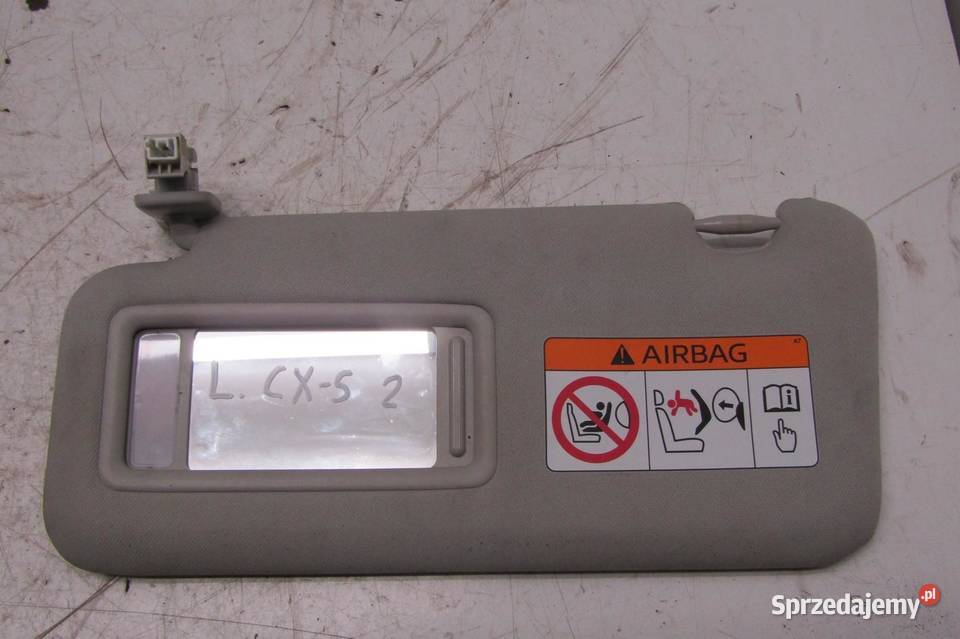 AIRBAG
L. CX-5 2
Sprzedajemy.pl